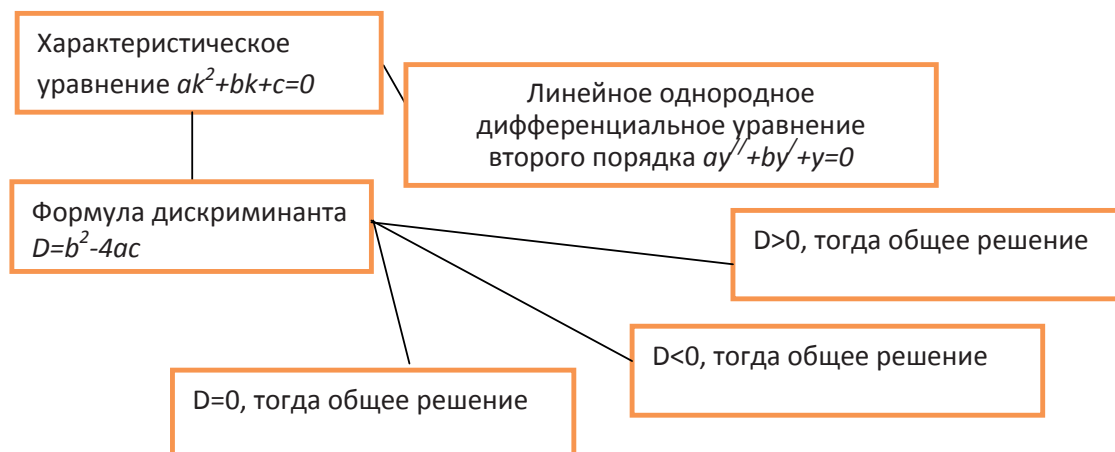 Характеристическое
уравнение ak²+bk+c=0
Линейное однородное
дифференциальное уравнение
второго порядка ay^//+by^/+y=0
Формула дискриминанта
D=b²-4ac
D>0, тогда общее решение
D<0, тогда общее решение
D=0, тогда общее решение